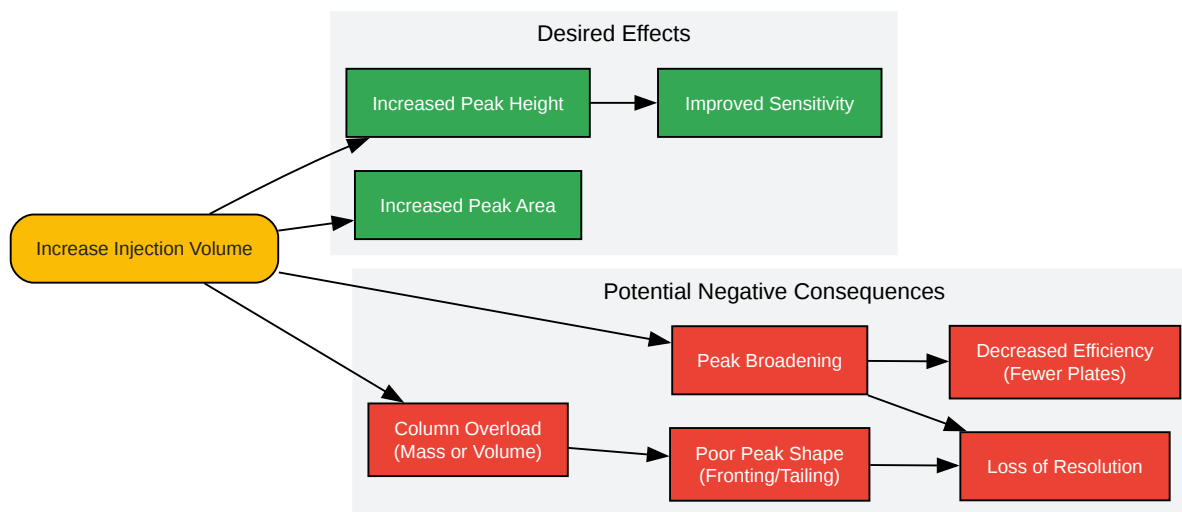 Desired Effects
Increased Peak Height
Improved Sensitivity
Increased Peak Area
Increase Injection Volume
Potential Negative Consequences
Peak Broadening
Decreased Efficiency
(Fewer Plates)
Column Overload
(Mass or Volume)
Poor Peak Shape
(Fronting/Tailing)
Loss of Resolution